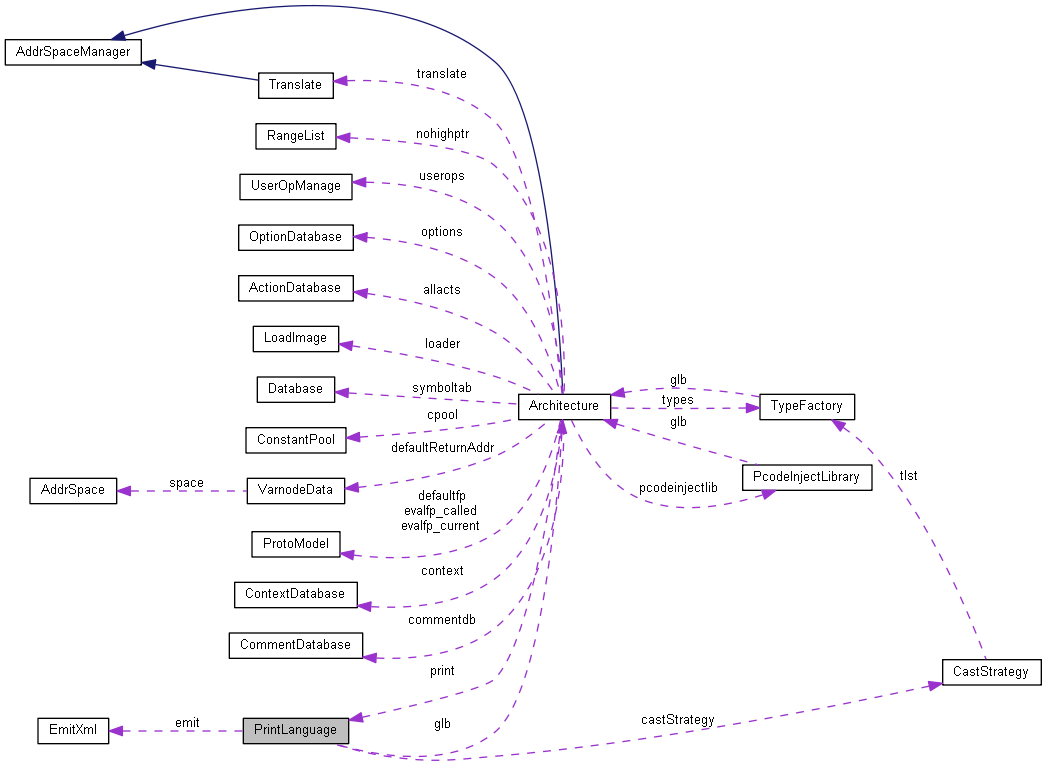 AddrSpaceManager
translate
Translate
nohighptr
RangeList
userops
UserOpManage
options
OptionDatabase
allacts
ActionDatabase
loader
LoadImage
symboltab
Database
glb
types
Architecture
TypeFactory
cpool
ConstantPool
glb
defaultReturnAddr
PcodeInjectLibrary
tlst
AddrSpace
space
VarnodeData
pcodeinjectlib
defaultfp
evalfp_called
evalfp_current
ProtoModel
context
ContextDatabase
commentdb
CommentDatabase
print
CastStrategy
EmitXml
emit
PrintLanguage
glb
castStrategy